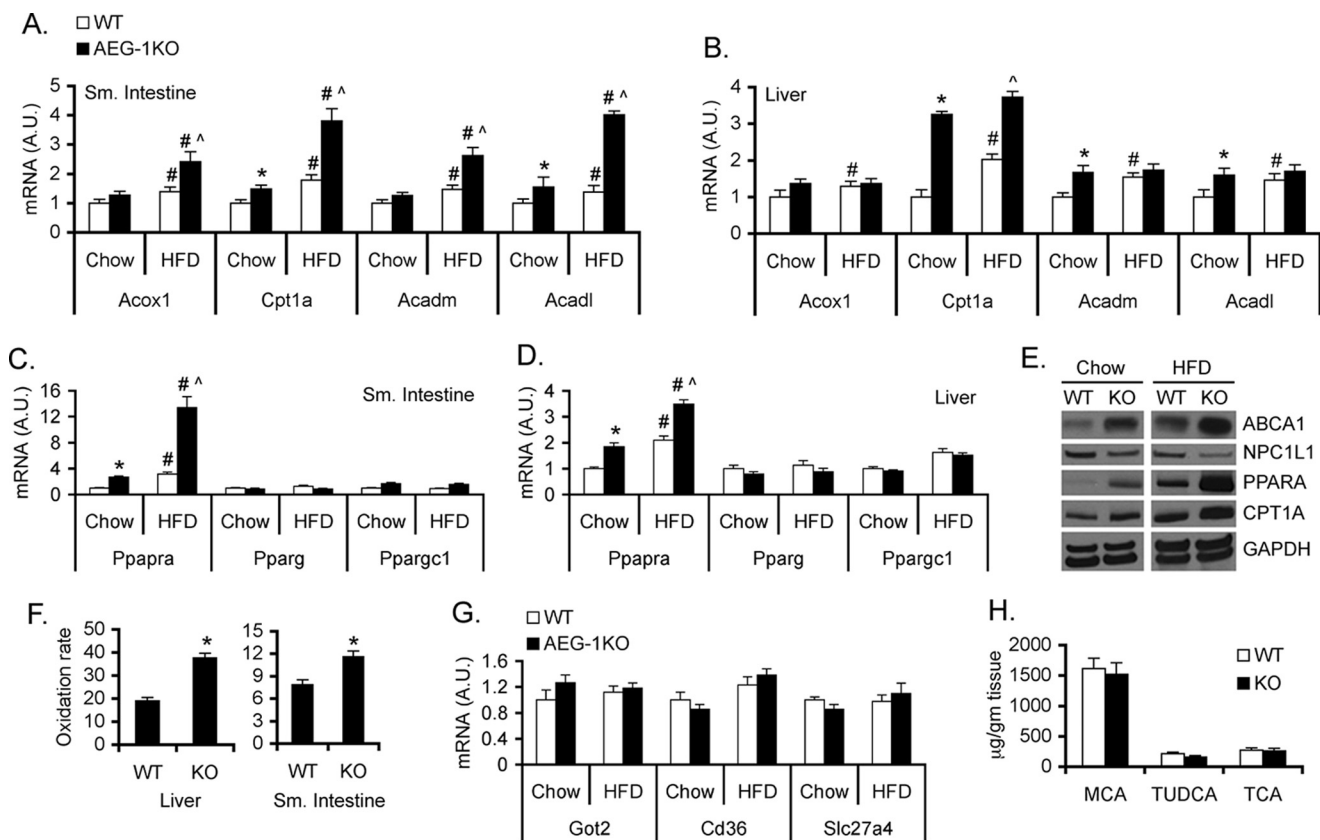 A.
WT
AEG-1KO
Sm. Intestine
mRNA (A.U.)
5
4
3
2
1
0
# # ^ * # # ^ # # ^ * # # ^
Chow HFD Chow HFD Chow HFD Chow HFD
Acox1 Cpt1a Acadm Acadl
B.
Liver
mRNA (A.U.)
4
3
2
1
0
# * # ^ * # * #
Chow HFD Chow HFD Chow HFD Chow HFD
Acox1 Cpt1a Acadm Acadl
C.
Sm. Intestine
mRNA (A.U.)
16
12
8
4
0
* # # ^
Chow HFD Chow HFD Chow HFD
Ppapra Pparg Ppargc1
D.
Liver
mRNA (A.U.)
4
3
2
1
0
* # # ^
Chow HFD Chow HFD Chow HFD
Ppapra Pparg Ppargc1
E.
Chow HFD
WT KO WT KO
ABCA1
NPC1L1
PPARA
CPT1A
GAPDH
F.
Oxidation rate
50
40
30
20
10
0
*
WT KO
Liver
15
12
9
6
3
0
*
WT KO
Sm. Intestine
G.
WT
AEG-1KO
mRNA (A.U.)
1.6
1.2
0.8
0.4
0
Chow HFD Chow HFD Chow HFD
Got2 Cd36 Slc27a4
H.
WT
KO
µg/gm tissue
2000
1500
1000
500
0
MCA TUDCA TCA